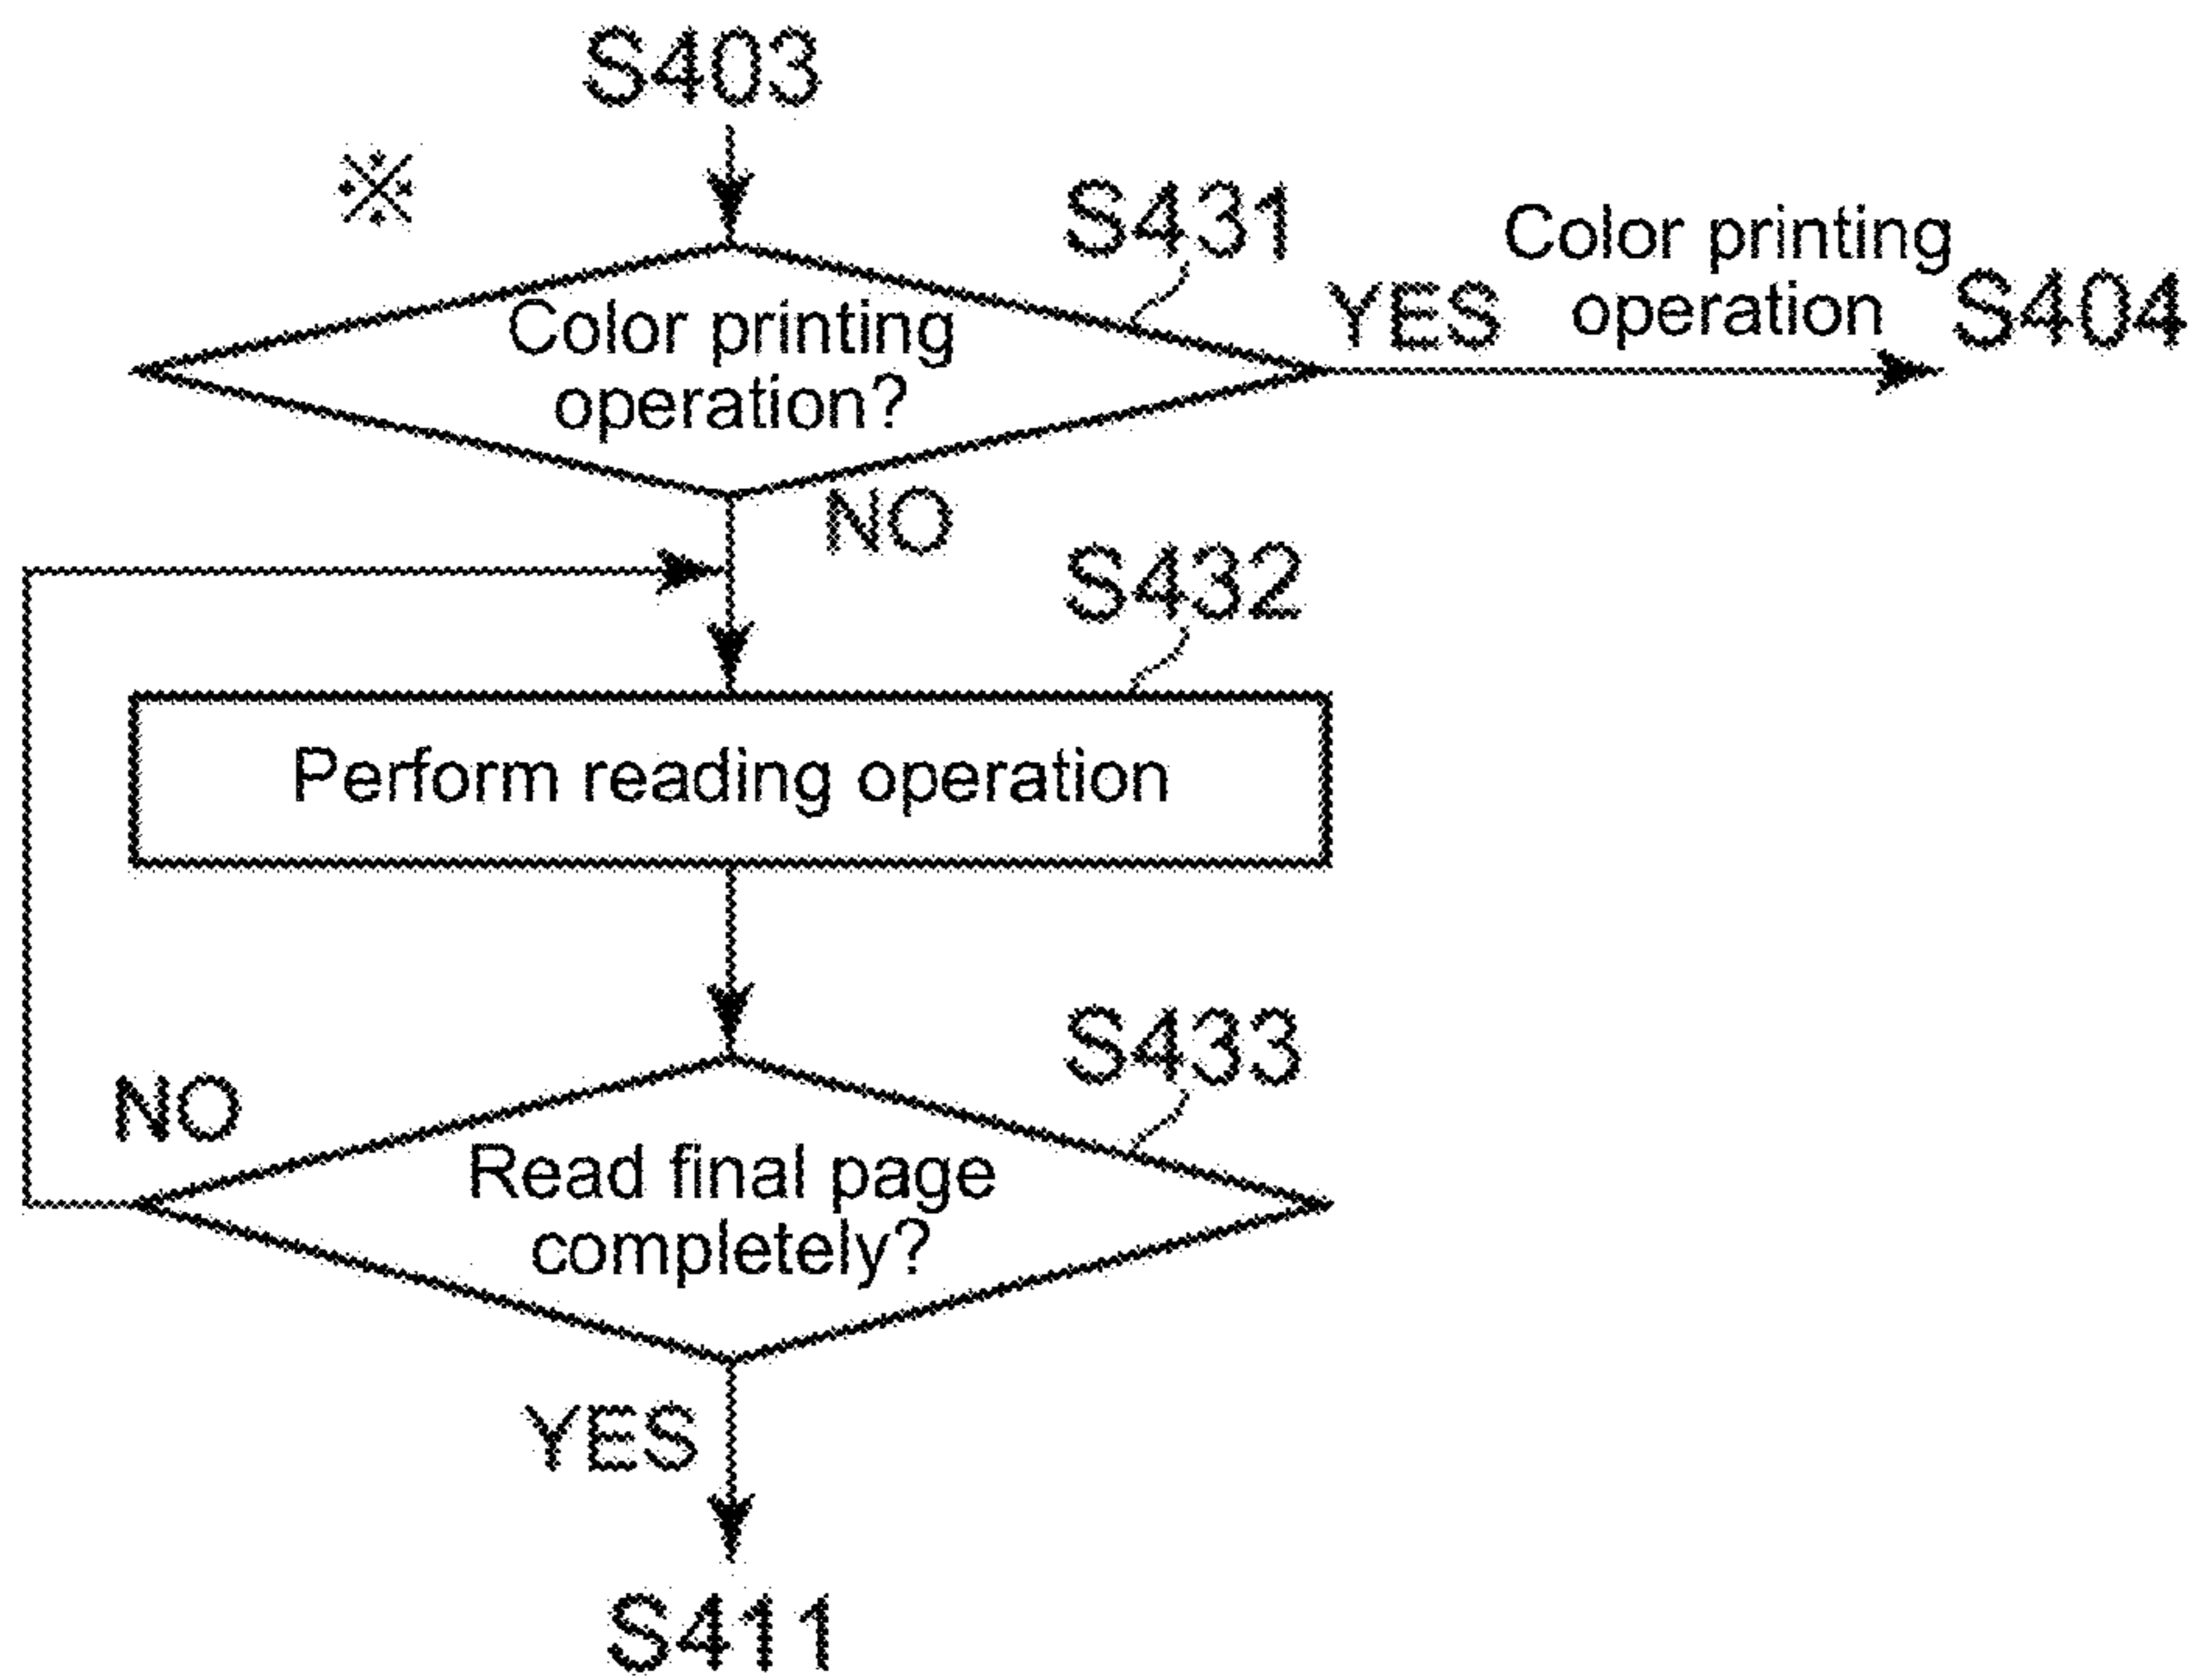 S403
※
S431
Color printing
operation?
YES
Color printing
operation
S404
NO
S432
Perform reading operation
S433
NO
Read final page
completely?
YES
S411